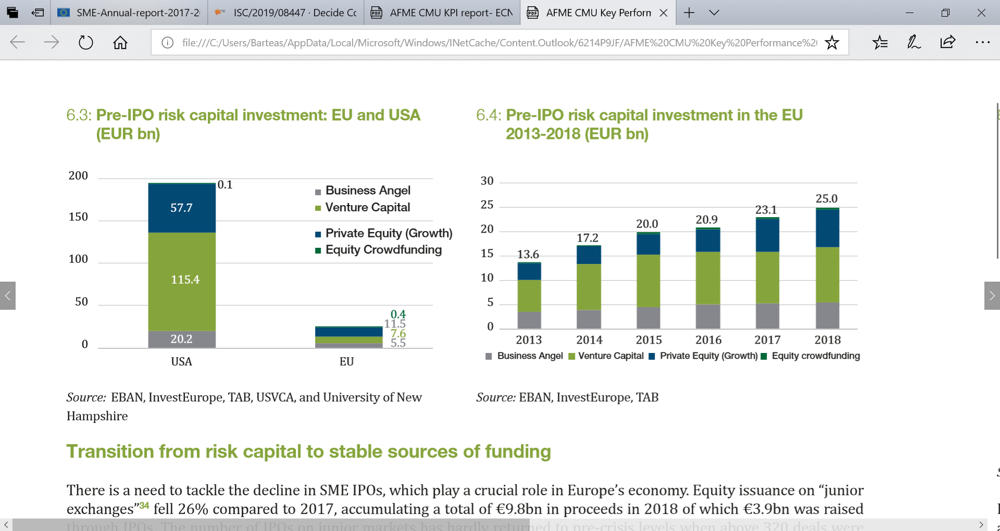 SME-Annual-report-2017-2
ISC/2019/08447 · Decide Co
PDF
AFME CMU KPI report- ECN
PDF
AFME CMU Key Perforn
file:///C:/Users/Barteas/AppData/Local/Microsoft/Windows/INetCache/Content.Outlook/6214P9JF/AFME%20CMU%20Key%20Performance%20
6.3: Pre-IPO risk capital investment: EU and USA
(EUR bn)
200
150
100
50
0
0.1
57.7
115.4
20.2
Business Angel
Venture Capital
Private Equity (Growth)
Equity Crowdfunding
0.4
11.5
7.6
5.5
USA
EU
Source: EBAN, InvestEurope, TAB, USVCA, and University of New
Hampshire
6.4: Pre-IPO risk capital investment in the EU
2013-2018 (EUR bn)
30
25
20
15
10
5
0
13.6
17.2
20.0
20.9
23.1
25.0
2013 2014 2015 2016 2017 2018
Business Angel Venture Capital Private Equity (Growth) Equity crowdfunding
Source: EBAN, InvestEurope, TAB
Transition from risk capital to stable sources of funding
There is a need to tackle the decline in SME IPOs, which play a crucial role in Europe’s economy. Equity issuance on “junior
exchanges”34 fell 26% compared to 2017, accumulating a total of €9.8bn in proceeds in 2018 of which €3.9bn was raised
through IPOs. The number of IPOs on junior markets has hardly returned to pre-crisis levels when above 320 deals were